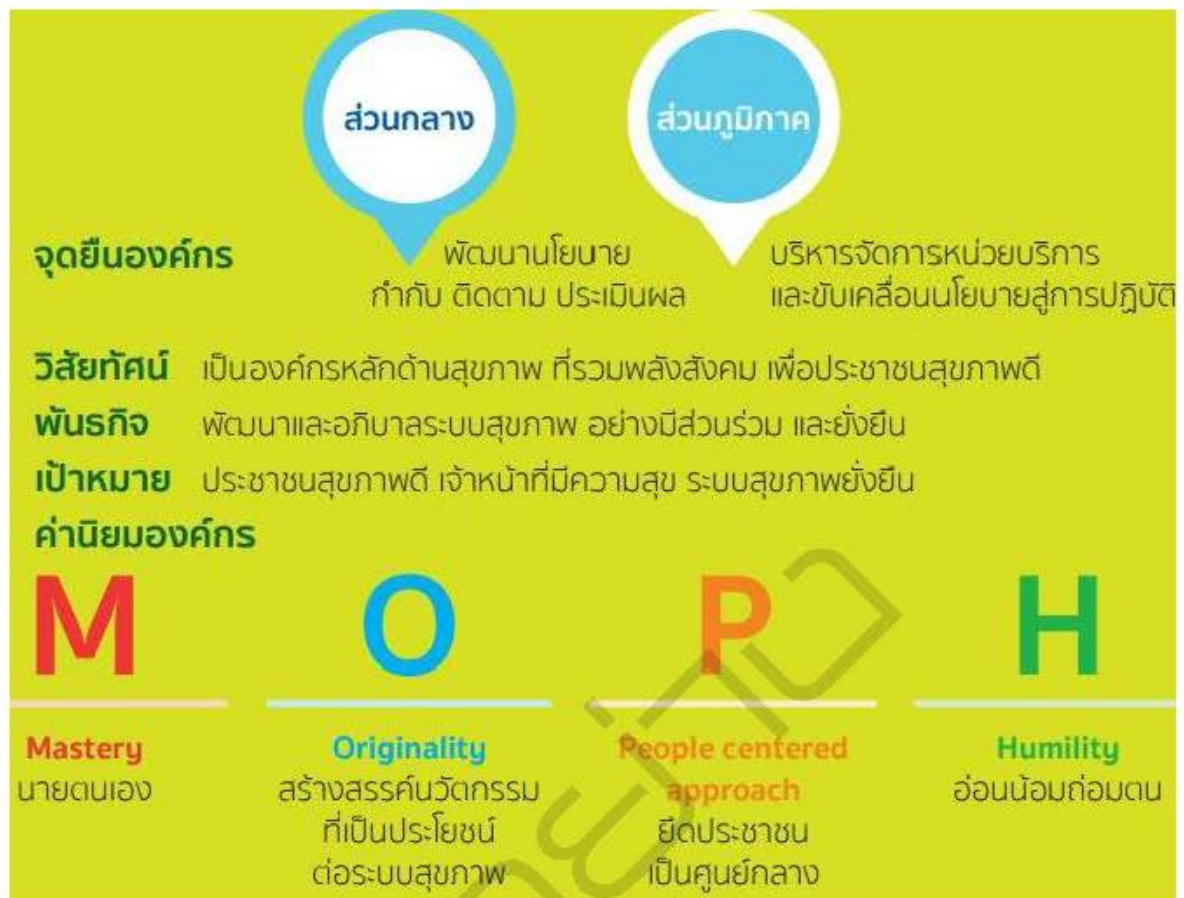 ส่วนกลาง
ส่วนภูมิภาค
จุดยืนองค์กร
พัฒนานโยบาย
กำกับ ติดตาม ประเมินผล
บริหารจัดการหน่วยบริการ
และขับเคลื่อนนโยบายสู่การปฏิบัติ
วิสัยทัศน์ เป็นองค์กรหลักด้านสุขภาพ ที่รวมพลังสังคม เพื่อประชาชนสุขภาพดี
พันธกิจ พัฒนาและอภิบาลระบบสุขภาพ อย่างมีส่วนร่วม และยั่งยืน
เป้าหมาย ประชาชนสุขภาพดี เจ้าหน้าที่มีความสุข ระบบสุขภาพยั่งยืน
ค่านิยมองค์กร
M O P H
Mastery
นายตนเอง
Originality
สร้างสรรค์นวัตกรรม
ที่เป็นประโยชน์
ต่อระบบสุขภาพ
People centered
approach
ยึดประชาชน
เป็นศูนย์กลาง
Humility
อ่อนน้อมถ่อมตน